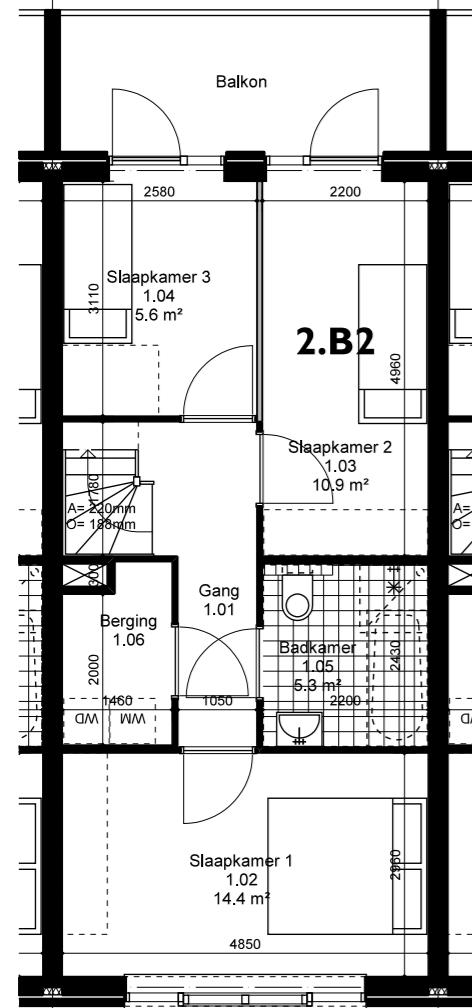 Balkon
2580
2200
Slaapkamer 3
1.04
5.6 m²
3110
2.B2
4960
Slaapkamer 2
1.03
10.9 m²
1780
A= 220mm
O= 188mm
A=
O=
300
Gang
1.01
Berging
1.06
Badkamer
1.05
5.3 m²
2000
2430
1460
1050
2200
WD
WM
Slaapkamer 1
1.02
14.4 m²
2960
4850